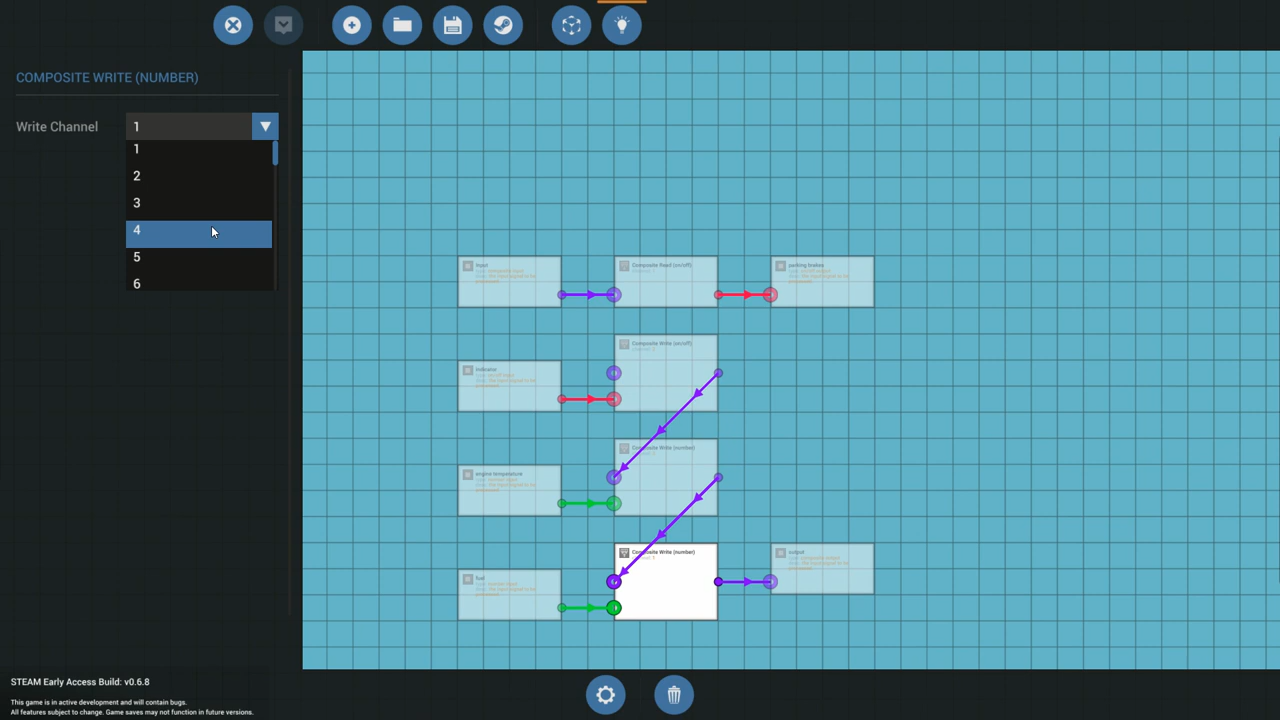 COMPOSITE WRITE (NUMBER)
Write Channel
1
1
2
3
4
5
6
input
Composite Read (on/off)
parking brakes
indicator
Composite Write (on/off)
engine temperature
Composite Write (number)
fuel
Composite Write (number)
output
STEAM Early Access Build: v0.6.8
This game is in active development and will contain bugs.
All features subject to change. Game saves may not function in future versions.